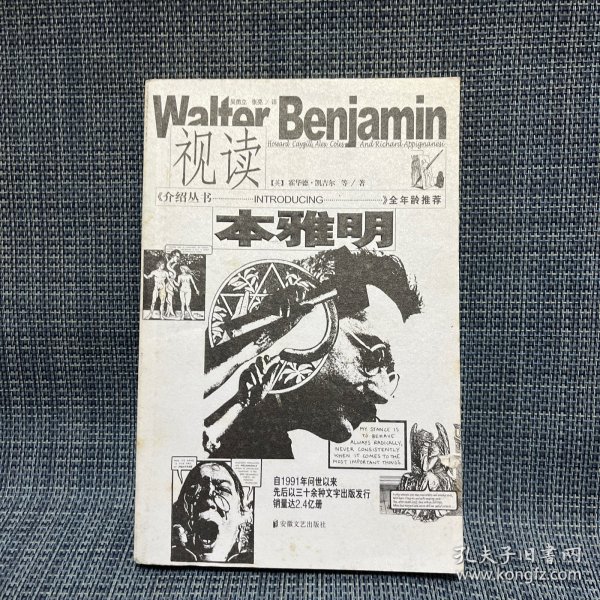 吴勇立 张亮 / 译
Walter Benjamin
Howard Caygill, Alex Coles And Richard Appignanesi
视读
[英] 霍华德·凯吉尔 等 / 著
《介绍丛书 INTRODUCING 》全年龄推荐
本雅明
MY STANCE IS
TO BEHAVE
ALWAYS RADICALLY,
NEVER CONSISTENTLY
WHEN IT COMES TO THE
MOST IMPORTANT THINGS
自1991年问世以来
先后以三十余种文字出版发行
销量达2.4亿册
安徽文艺出版社
孔夫子旧书网
kongfz.com